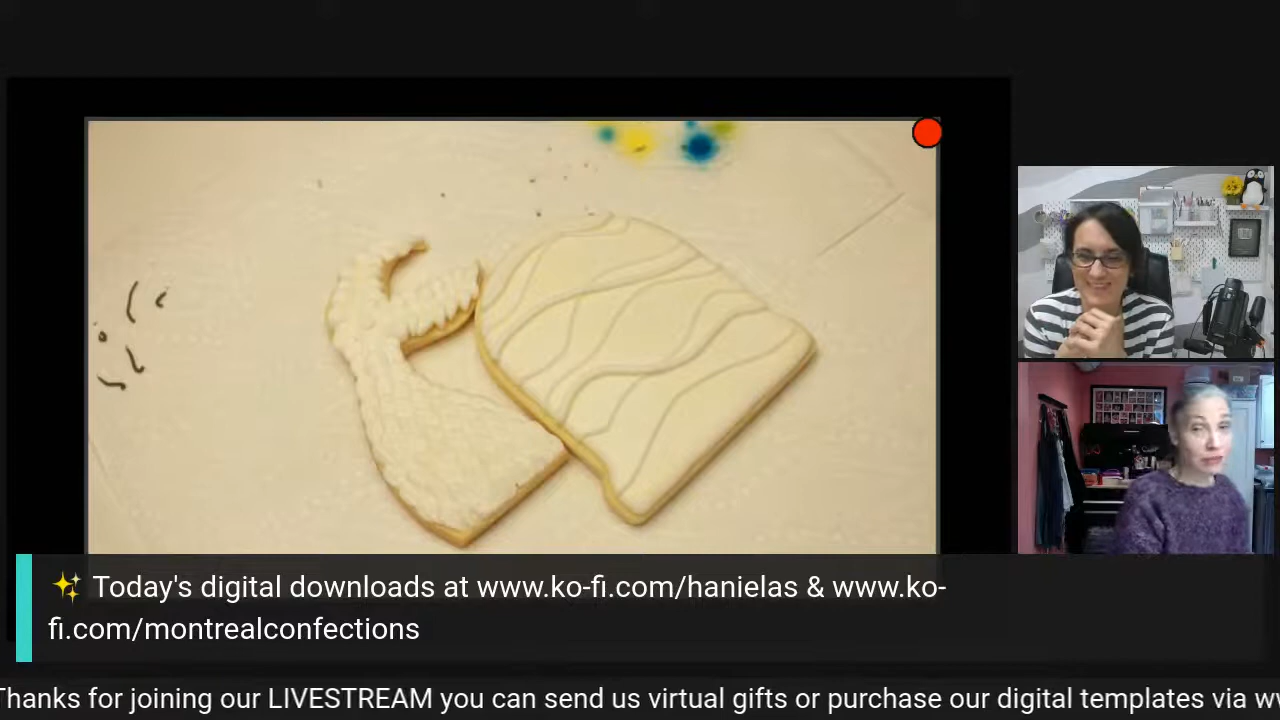 ✨ Today's digital downloads at www.ko-fi.com/hanielas & www.ko-
fi.com/montrealconfections
Thanks for joining our LIVESTREAM you can send us virtual gifts or purchase our digital templates via w